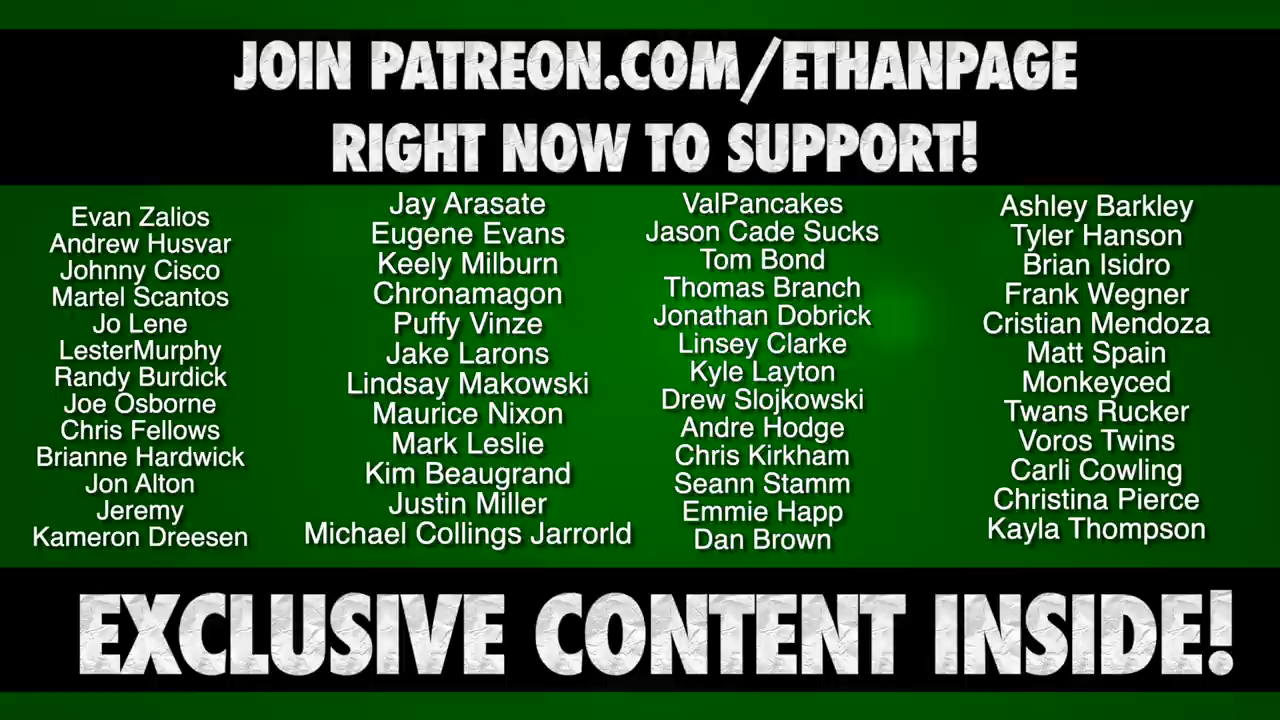 JOIN PATREON.COM/ETHANPAGE
RIGHT NOW TO SUPPORT!
Evan Zalios
Andrew Husvar
Johnny Cisco
Martel Scantos
Jo Lene
LesterMurphy
Randy Burdick
Joe Osborne
Chris Fellows
Brianne Hardwick
Jon Alton
Jeremy
Kameron Dreesen
Jay Arasate
Eugene Evans
Keely Milburn
Chronamagon
Puffy Vinze
Jake Larons
Lindsay Makowski
Maurice Nixon
Mark Leslie
Kim Beaugrand
Justin Miller
Michael Collings Jarrorld
ValPancakes
Jason Cade Sucks
Tom Bond
Thomas Branch
Jonathan Dobrick
Linsey Clarke
Kyle Layton
Drew Slojkowski
Andre Hodge
Chris Kirkham
Seann Stamm
Emmie Happ
Dan Brown
Ashley Barkley
Tyler Hanson
Brian Isidro
Frank Wegner
Cristian Mendoza
Matt Spain
Monkeyced
Twans Rucker
Voros Twins
Carli Cowling
Christina Pierce
Kayla Thompson
EXCLUSIVE CONTENT INSIDE!